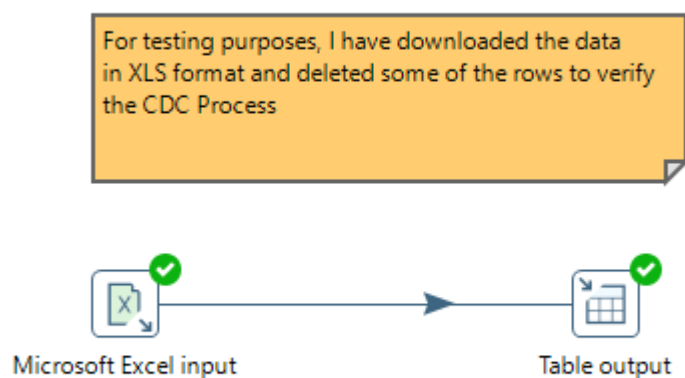 For testing purposes, I have downloaded the data
in XLS format and deleted some of the rows to verify
the CDC Process
X
Microsoft Excel input
Table output